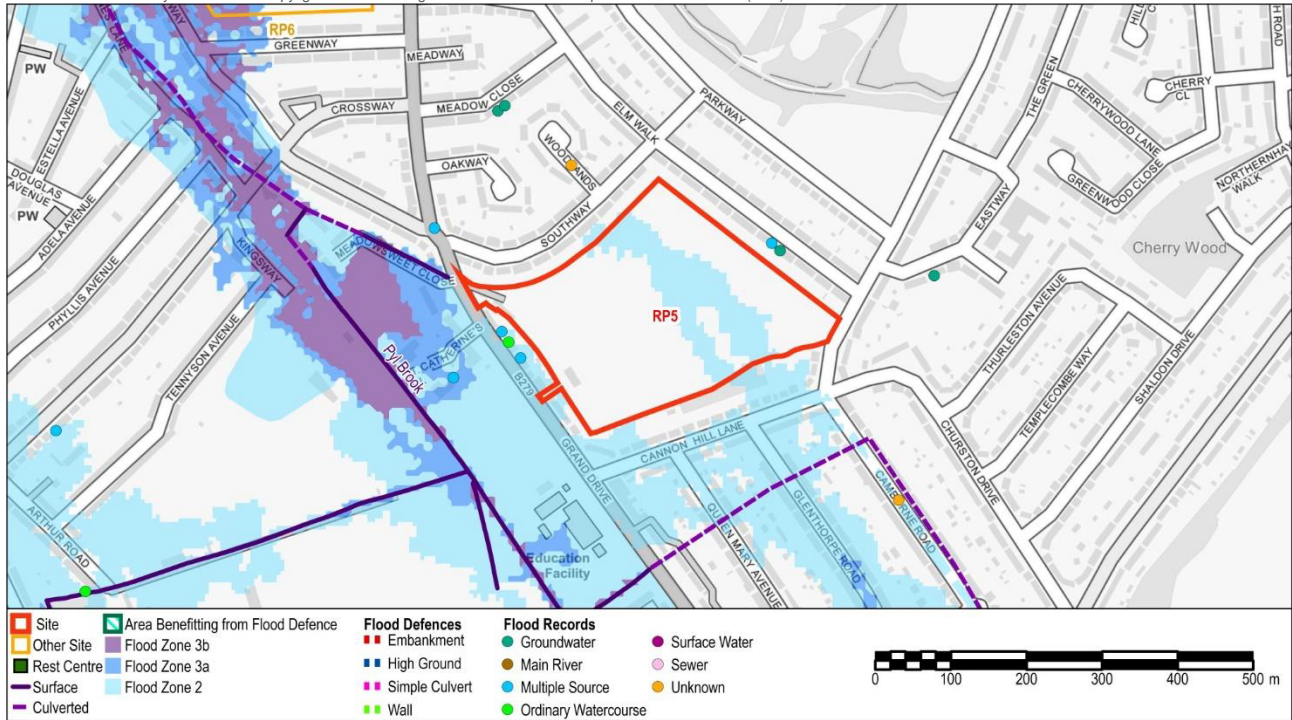 RP6
GREENWAY
MEADWAY
CROSSWAY
MEADOW CLOSE
ELM WALK
PARKWAY
WOODLANDS
OAKWAY
SOUTHWAY
PW
ESTELLA AVENUE
DOUGLAS AVENUE
PW
ADELA AVENUE
PHYLLIS AVENUE
KINGSWAY
TENNYSON AVENUE
MEADOWSWEET CLOSE
CATHERINE'S
Pyl Brook
B279
GRAND DRIVE
RP5
THE GREEN
CHERRYWOOD LANE
CHERRY CL
GREENWOOD CLOSE
EASTWAY
NORTHERNHAY WALK
Cherry Wood
THURLESTON AVENUE
TEMPLECOMBE WAY
SHALDON DRIVE
CHURSTON DRIVE
CANNON HILL LANE
CAMBORNE ROAD
GLENTHORPE ROAD
QUEEN MARY AVENUE
Education
Facility
ARTHUR ROAD
Site
Other Site
Rest Centre
Surface
Culverted
Area Benefitting from Flood Defence
Flood Zone 3b
Flood Zone 3a
Flood Zone 2
Flood Defences
Embankment
High Ground
Simple Culvert
Wall
Flood Records
Groundwater
Main River
Multiple Source
Ordinary Watercourse
Surface Water
Sewer
Unknown
0 100 200 300 400 500 m